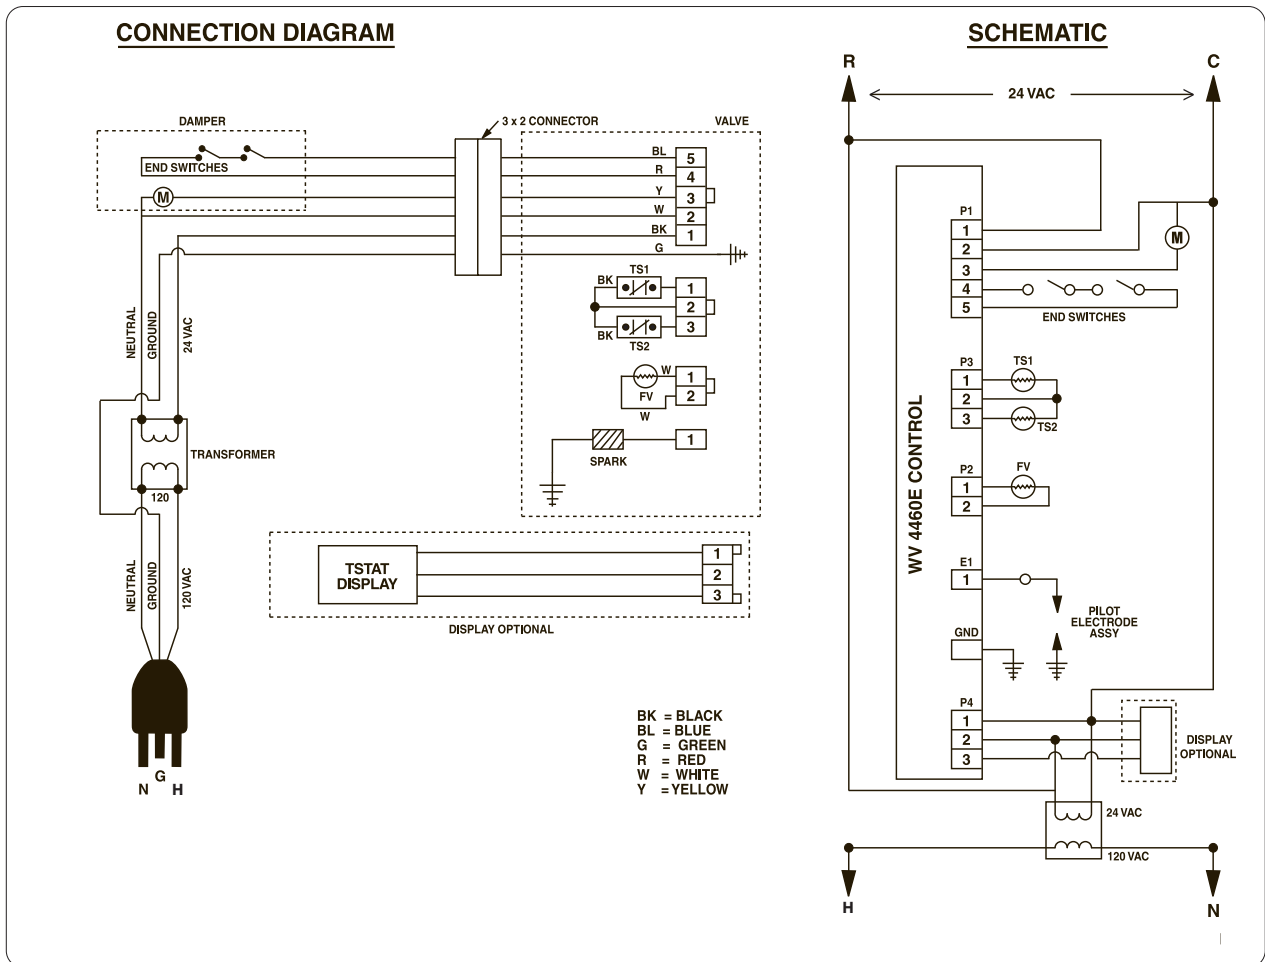 CONNECTION DIAGRAM
DAMPER
END SWITCHES
M
3 x 2 CONNECTOR
VALVE
BL 5
R 4
Y 3
W 2
BK 1
G
TS1
BK 1
2
BK 3
TS2
W 1
FV 2
W
SPARK 1
NEUTRAL
GROUND
24 VAC
TRANSFORMER
120
NEUTRAL
GROUND
120 VAC
N G H
TSTAT
DISPLAY
1
2
3
DISPLAY OPTIONAL
BK = BLACK
BL = BLUE
G = GREEN
R = RED
W = WHITE
Y = YELLOW
SCHEMATIC
R
C
24 VAC
WV 4460E CONTROL
P1
1
2
3
4
5
M
END SWITCHES
P3
1
2
3
TS1
TS2
P2
1
2
FV
E1
1
PILOT
ELECTRODE
ASSY
GND
P4
1
2
3
DISPLAY
OPTIONAL
24 VAC
120 VAC
H
N